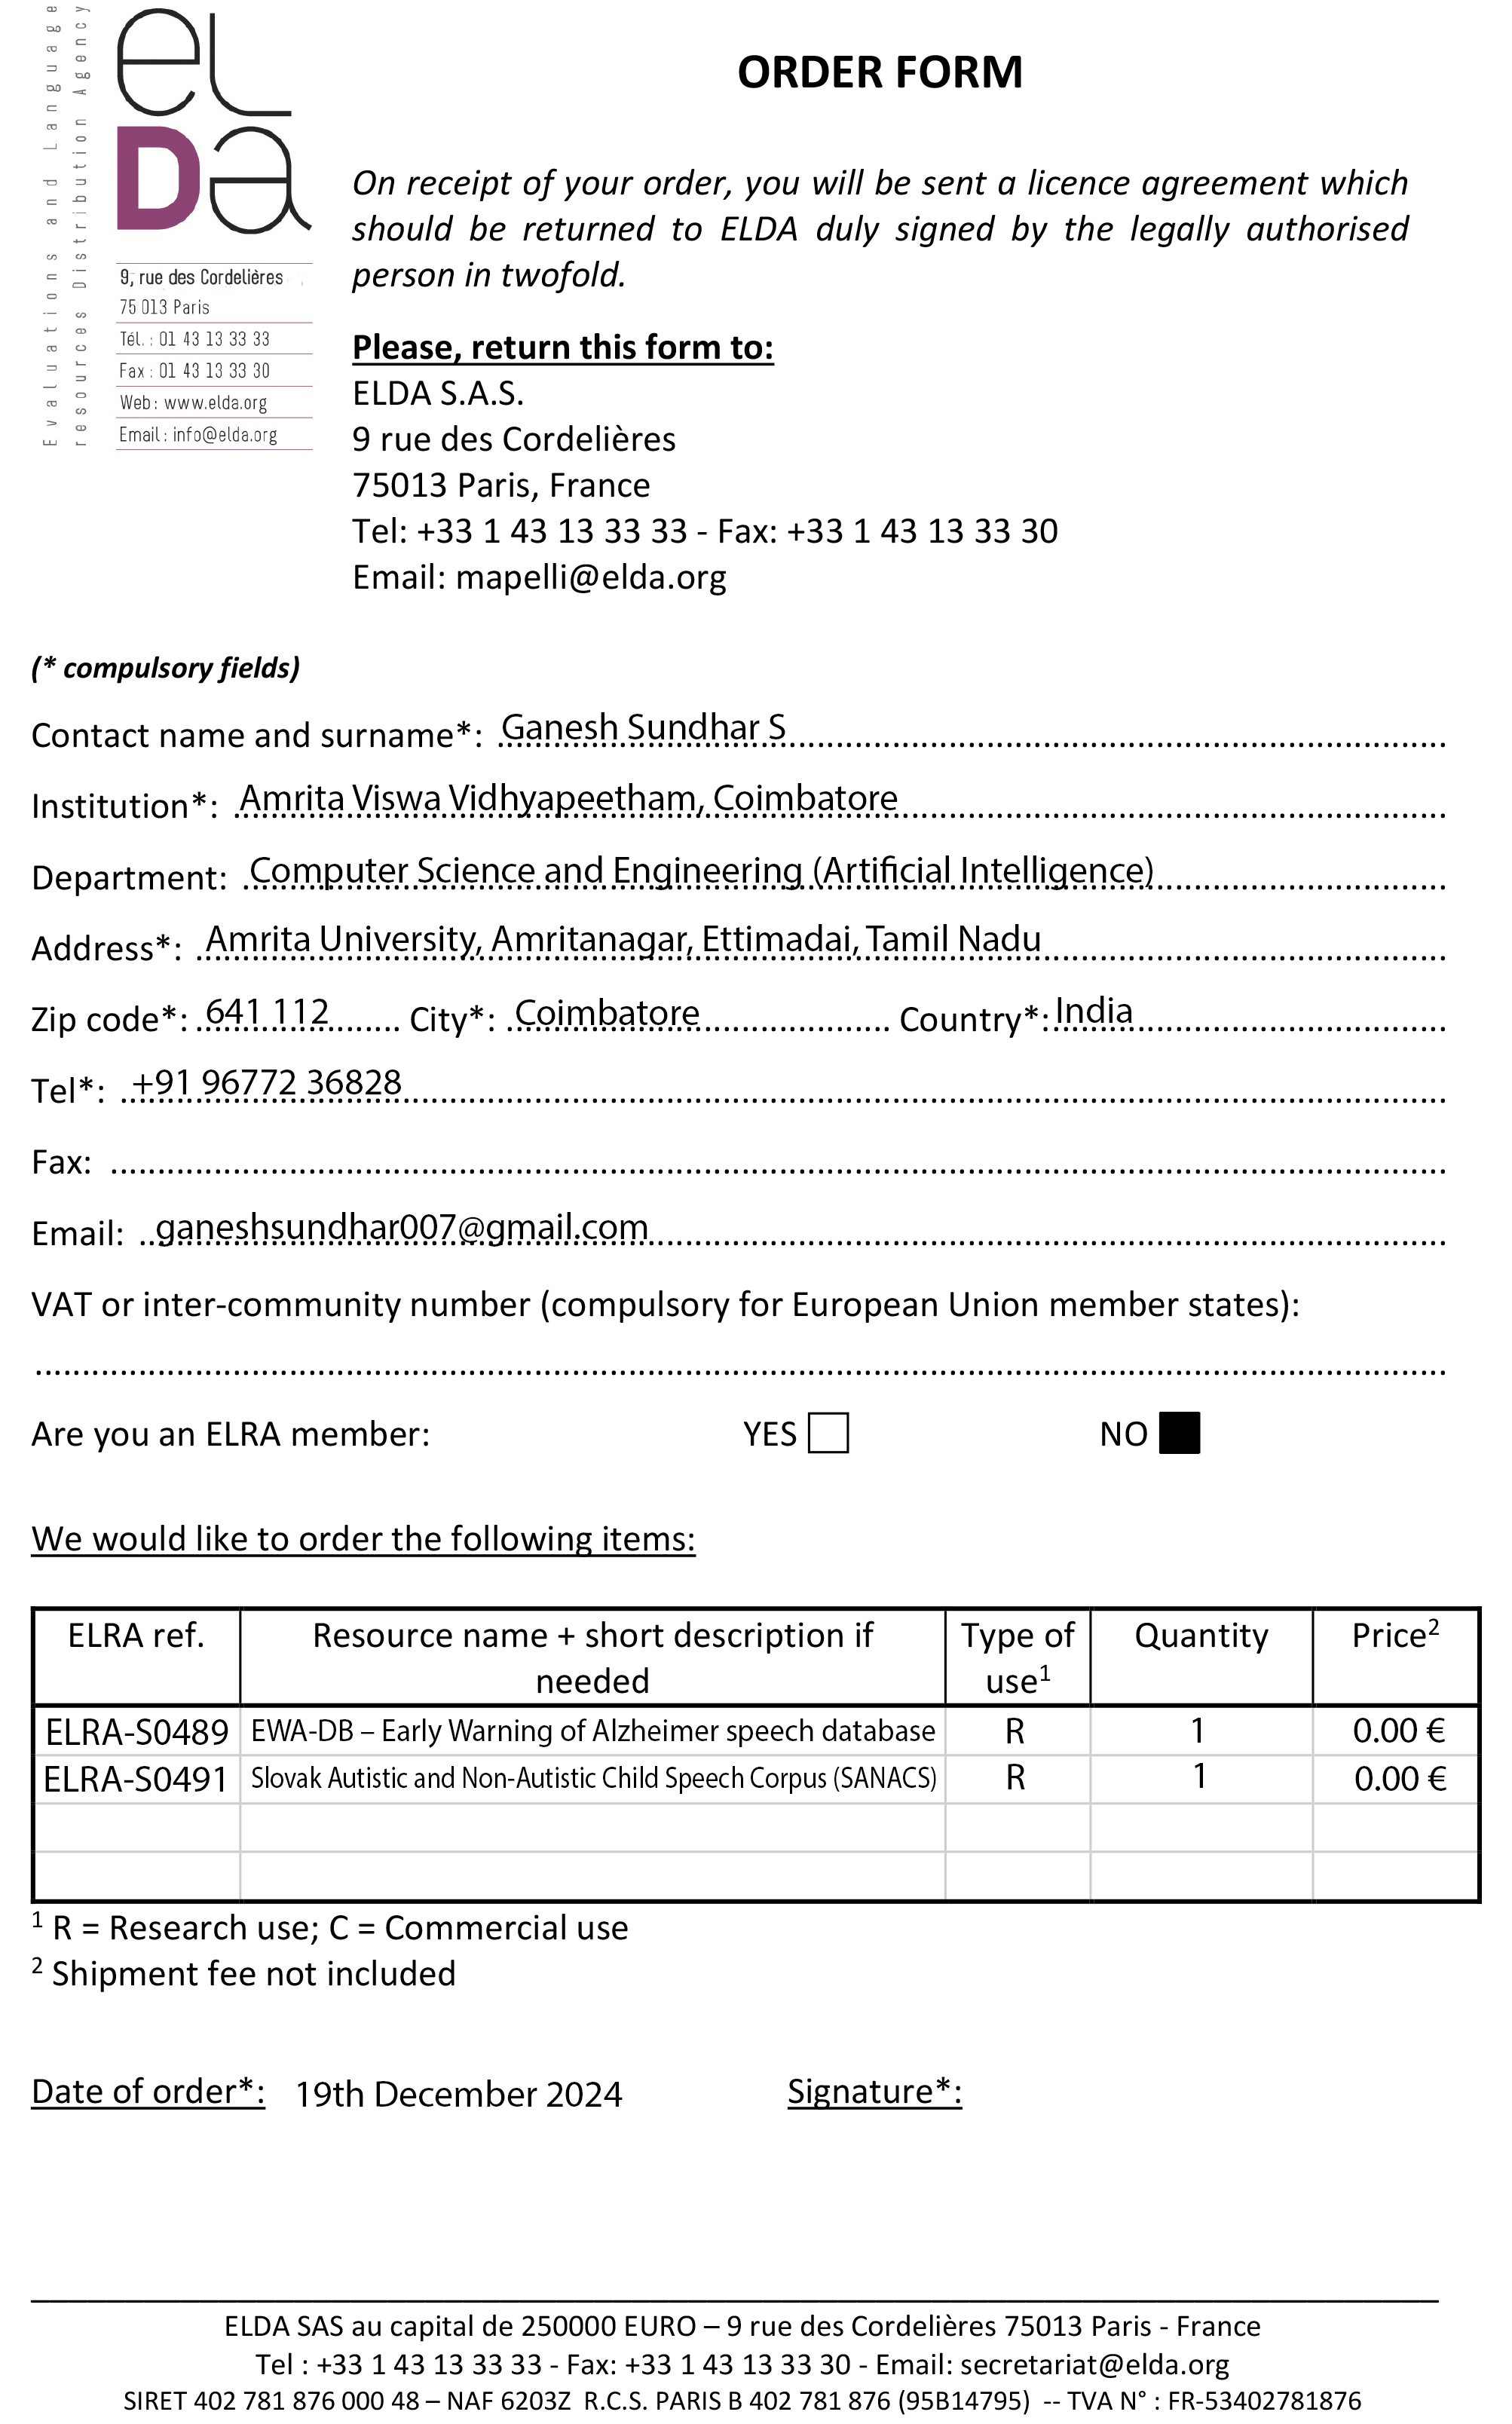 Evaluations and Language
resources Distribution Agency
eLDa
9, rue des Cordelières
75 013 Paris
Tél. : 01 43 13 33 33
Fax : 01 43 13 33 30
Web : www.elda.org
Email : info@elda.org
ORDER FORM
On receipt of your order, you will be sent a licence agreement which
should be returned to ELDA duly signed by the legally authorised
person in twofold.
Please, return this form to:
ELDA S.A.S.
9 rue des Cordelières
75013 Paris, France
Tel: +33 1 43 13 33 33 - Fax: +33 1 43 13 33 30
Email: mapelli@elda.org
(* compulsory fields)
Contact name and surname*: Ganesh Sundhar S
Institution*: Amrita Viswa Vidhyapeetham, Coimbatore
Department: Computer Science and Engineering (Artificial Intelligence)
Address*: Amrita University, Amritanagar, Ettimadai, Tamil Nadu
Zip code*: 641 112 City*: Coimbatore Country*: India
Tel*: +91 96772 36828
Fax:
Email: ganeshsundhar007@gmail.com
VAT or inter-community number (compulsory for European Union member states):
Are you an ELRA member: YES NO
We would like to order the following items:
ELRA ref. Resource name + short description if needed Type of use1 Quantity Price2
ELRA-S0489 EWA-DB – Early Warning of Alzheimer speech database R 1 0.00 €
ELRA-S0491 Slovak Autistic and Non-Autistic Child Speech Corpus (SANACS) R 1 0.00 €
1 R = Research use; C = Commercial use
2 Shipment fee not included
Date of order*: 19th December 2024 Signature*:
ELDA SAS au capital de 250000 EURO – 9 rue des Cordelières 75013 Paris - France
Tel : +33 1 43 13 33 33 - Fax: +33 1 43 13 33 30 - Email: secretariat@elda.org
SIRET 402 781 876 000 48 – NAF 6203Z R.C.S. PARIS B 402 781 876 (95B14795) -- TVA N° : FR-53402781876